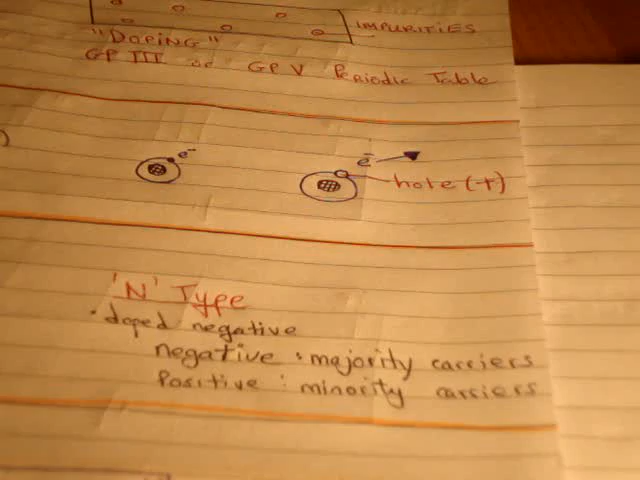 IMPURITIES
"DOPING"
GP III or GP V Periodic Table
)
e⁻
e⁻
hole (+)
'N' Type
• doped negative
negative : majority carriers
Positive : minority carriers